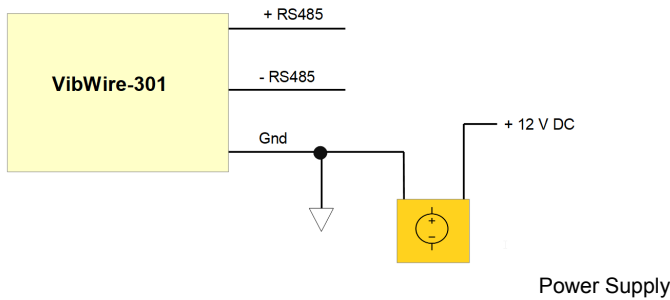 + RS485
VibWire-301
- RS485
Gnd
+ 12 V DC
+
−
Power Supply